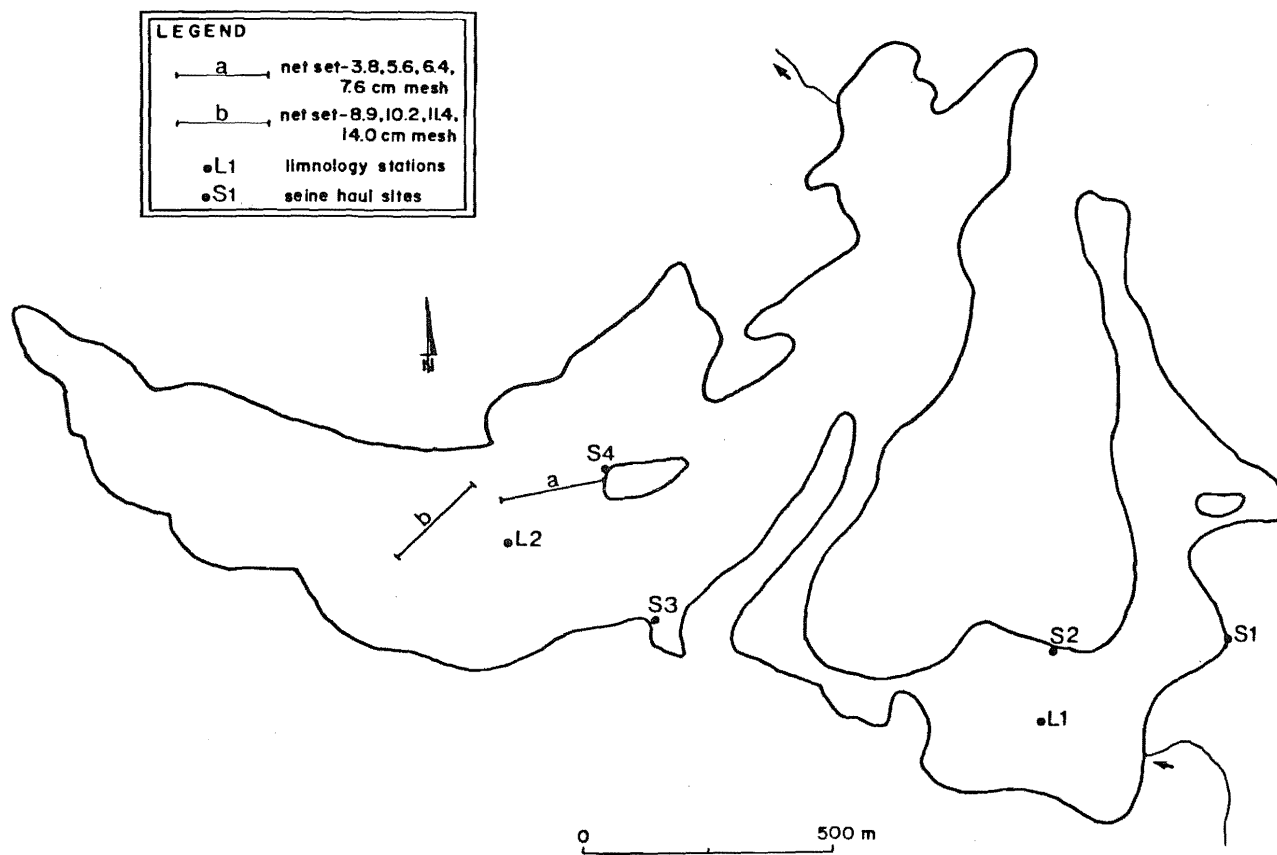 LEGEND
a net set-3.8,5.6,6.4,
7.6 cm mesh
b net set-8.9,10.2,11.4,
14.0 cm mesh
L1 limnology stations
S1 seine haul sites
N
S4
a
b
L2
S3
S2
S1
L1
0 500 m